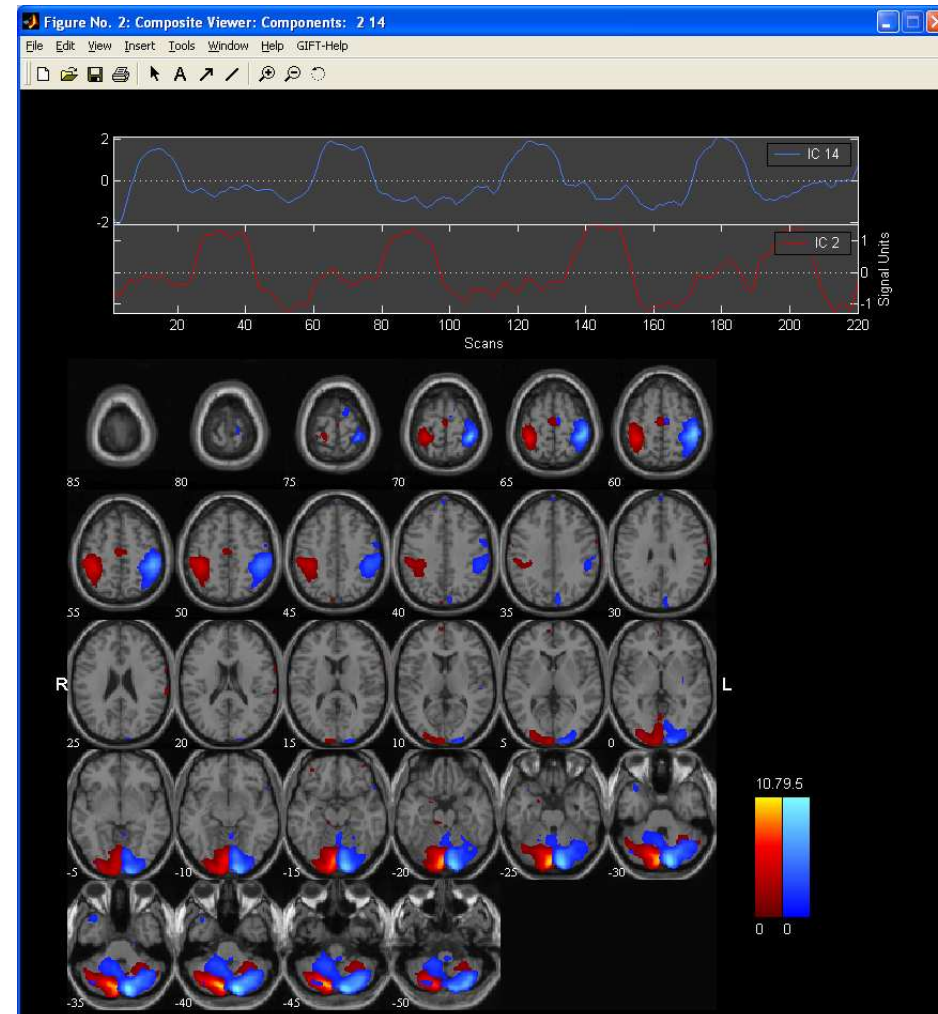 Figure No. 2: Composite Viewer: Components: 2 14
File Edit View Insert Tools Window Help GIFT-Help
A
2
0
-2
IC 14
IC 2
1
0
-1
Signal Units
20 40 60 80 100 120 140 160 180 200 220
Scans
85 80 75 70 65 60
55 50 45 40 35 30
R
L
25 20 15 10 5 0
-5 -10 -15 -20 -25 -30
10.79.5
0 0
-35 -40 -45 -50